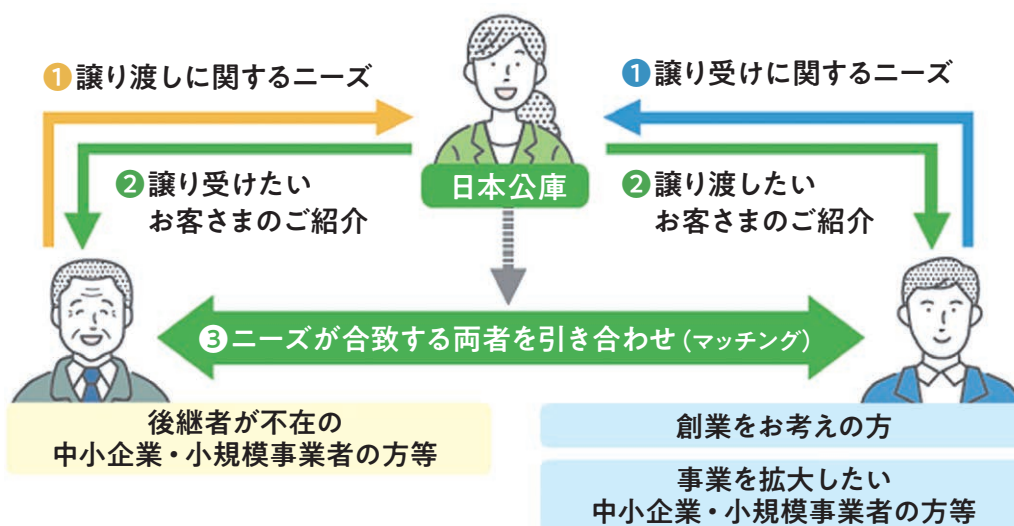 ❶譲り渡しに関するニーズ
❶譲り受けに関するニーズ
❷譲り受けたい
お客さまのご紹介
日本公庫
❷譲り渡したい
お客さまのご紹介
❸ニーズが合致する両者を引き合わせ(マッチング)
後継者が不在の
中小企業・小規模事業者の方等
創業をお考えの方
事業を拡大したい
中小企業・小規模事業者の方等